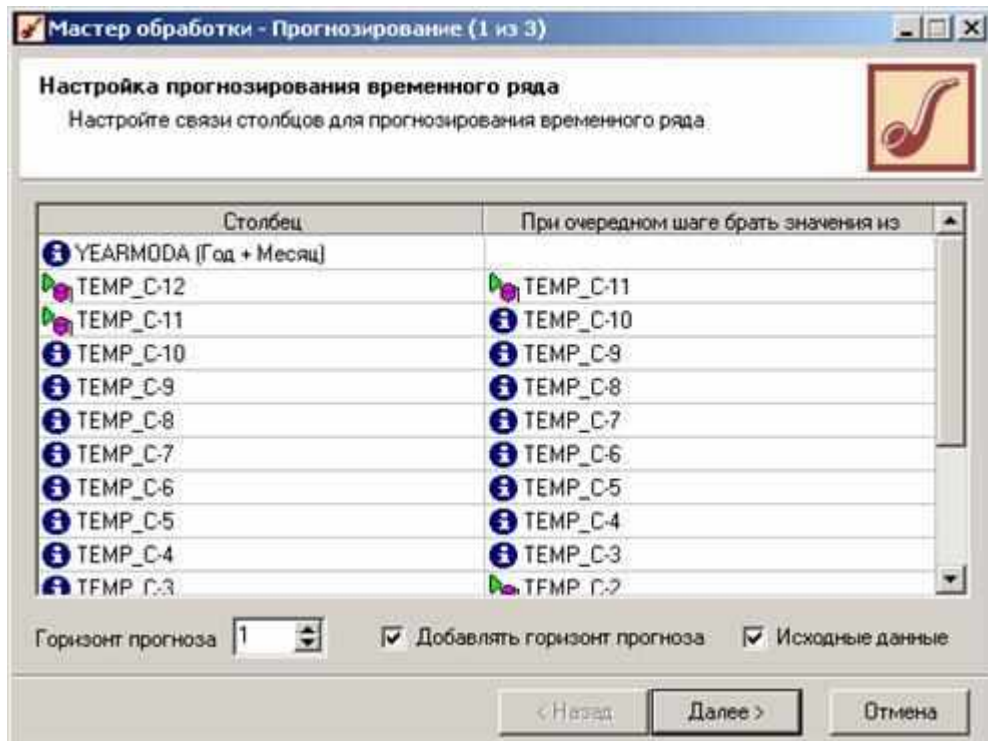 Мастер обработки - Прогнозирование (1 из 3)
Настройка прогнозирования временного ряда
Настройте связи столбцов для прогнозирования временного ряда
Столбец При очередном шаге брать значения из
YEARMODA (Год + Месяц)
TEMP_C-12 TEMP_C-11
TEMP_C-11 TEMP_C-10
TEMP_C-10 TEMP_C-9
TEMP_C-9 TEMP_C-8
TEMP_C-8 TEMP_C-7
TEMP_C-7 TEMP_C-6
TEMP_C-6 TEMP_C-5
TEMP_C-5 TEMP_C-4
TEMP_C-4 TEMP_C-3
TEMP_C-3 TEMP_C-2
Горизонт прогноза 1 Добавлять горизонт прогноза Исходные данные
< Назад Далее > Отмена